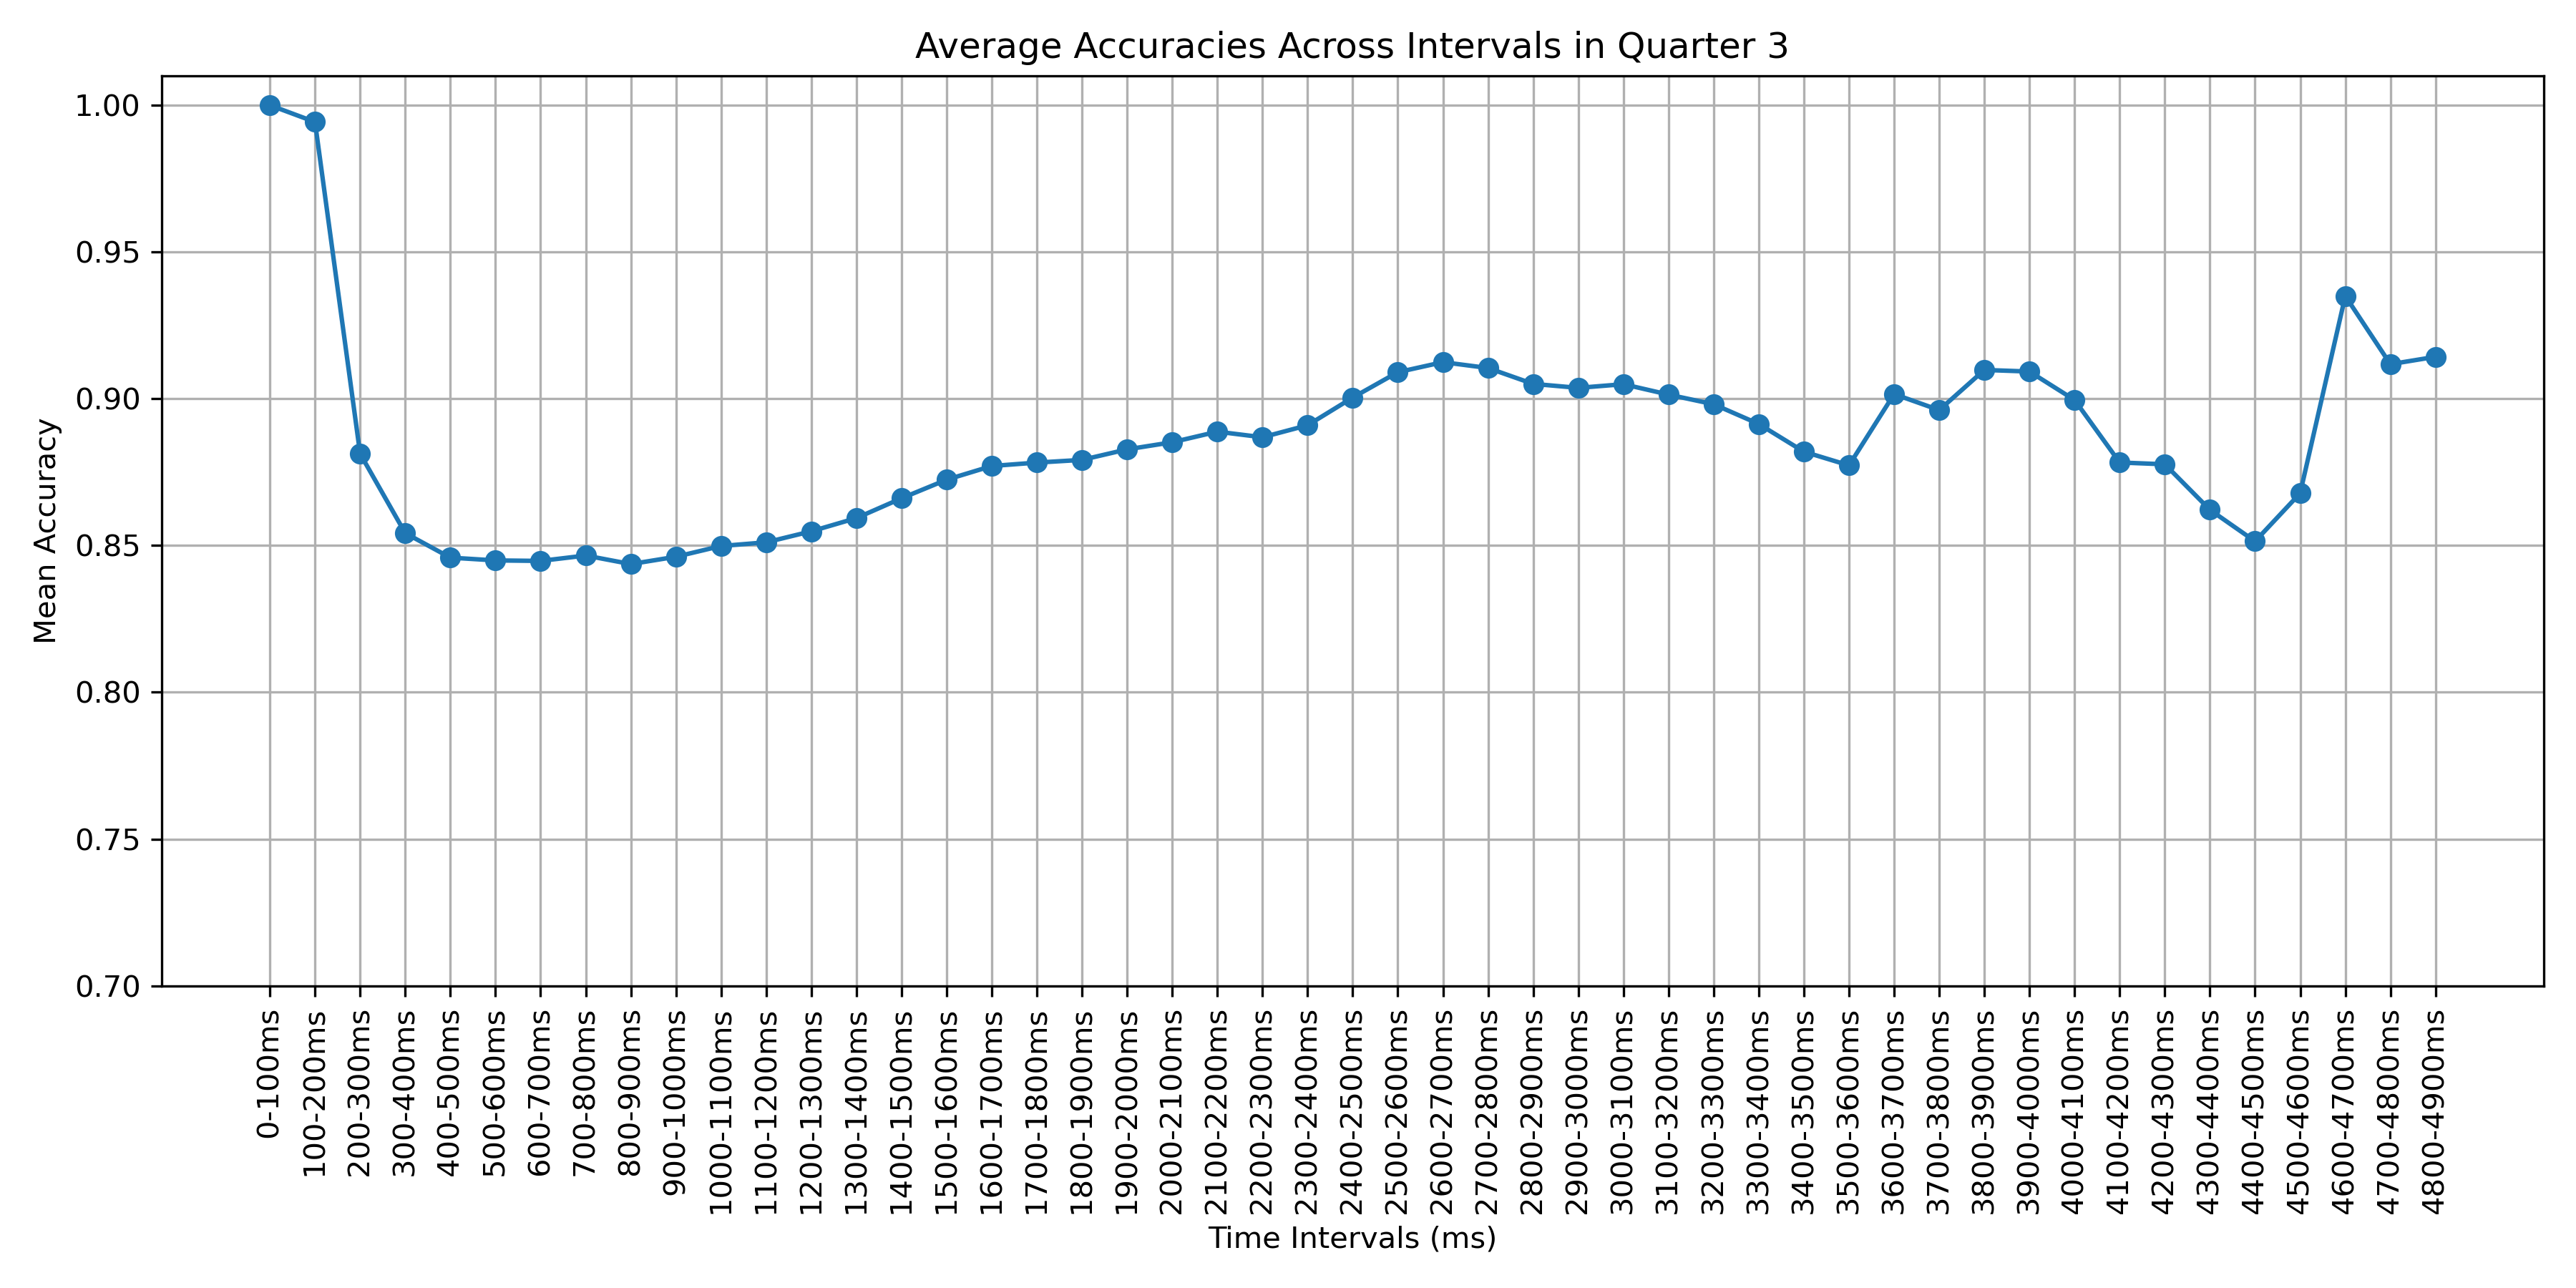 Average Accuracies Across Intervals in Quarter 3
1.00
0.95
0.90
0.85
0.80
0.75
0.70
Mean Accuracy
0-100ms
100-200ms
200-300ms
300-400ms
400-500ms
500-600ms
600-700ms
700-800ms
800-900ms
900-1000ms
1000-1100ms
1100-1200ms
1200-1300ms
1300-1400ms
1400-1500ms
1500-1600ms
1600-1700ms
1700-1800ms
1800-1900ms
1900-2000ms
2000-2100ms
2100-2200ms
2200-2300ms
2300-2400ms
2400-2500ms
2500-2600ms
2600-2700ms
2700-2800ms
2800-2900ms
2900-3000ms
3000-3100ms
3100-3200ms
3200-3300ms
3300-3400ms
3400-3500ms
3500-3600ms
3600-3700ms
3700-3800ms
3800-3900ms
3900-4000ms
4000-4100ms
4100-4200ms
4200-4300ms
4300-4400ms
4400-4500ms
4500-4600ms
4600-4700ms
4700-4800ms
4800-4900ms
Time Intervals (ms)